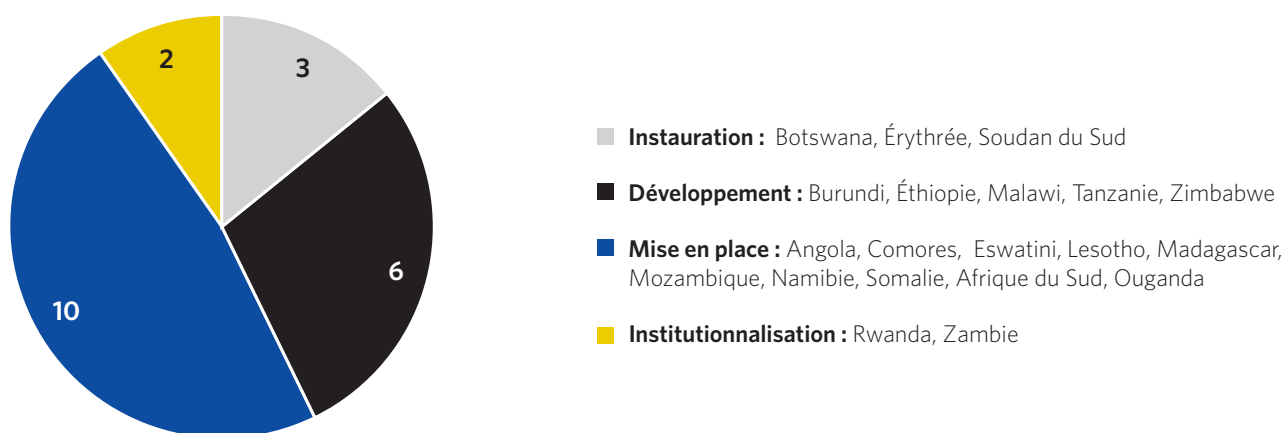 2
3
6
10
Instauration : Botswana, Érythrée, Soudan du Sud
Développement : Burundi, Éthiopie, Malawi, Tanzanie, Zimbabwe
Mise en place : Angola, Comores, Eswatini, Lesotho, Madagascar,
Mozambique, Namibie, Somalie, Afrique du Sud, Ouganda
Institutionnalisation : Rwanda, Zambie